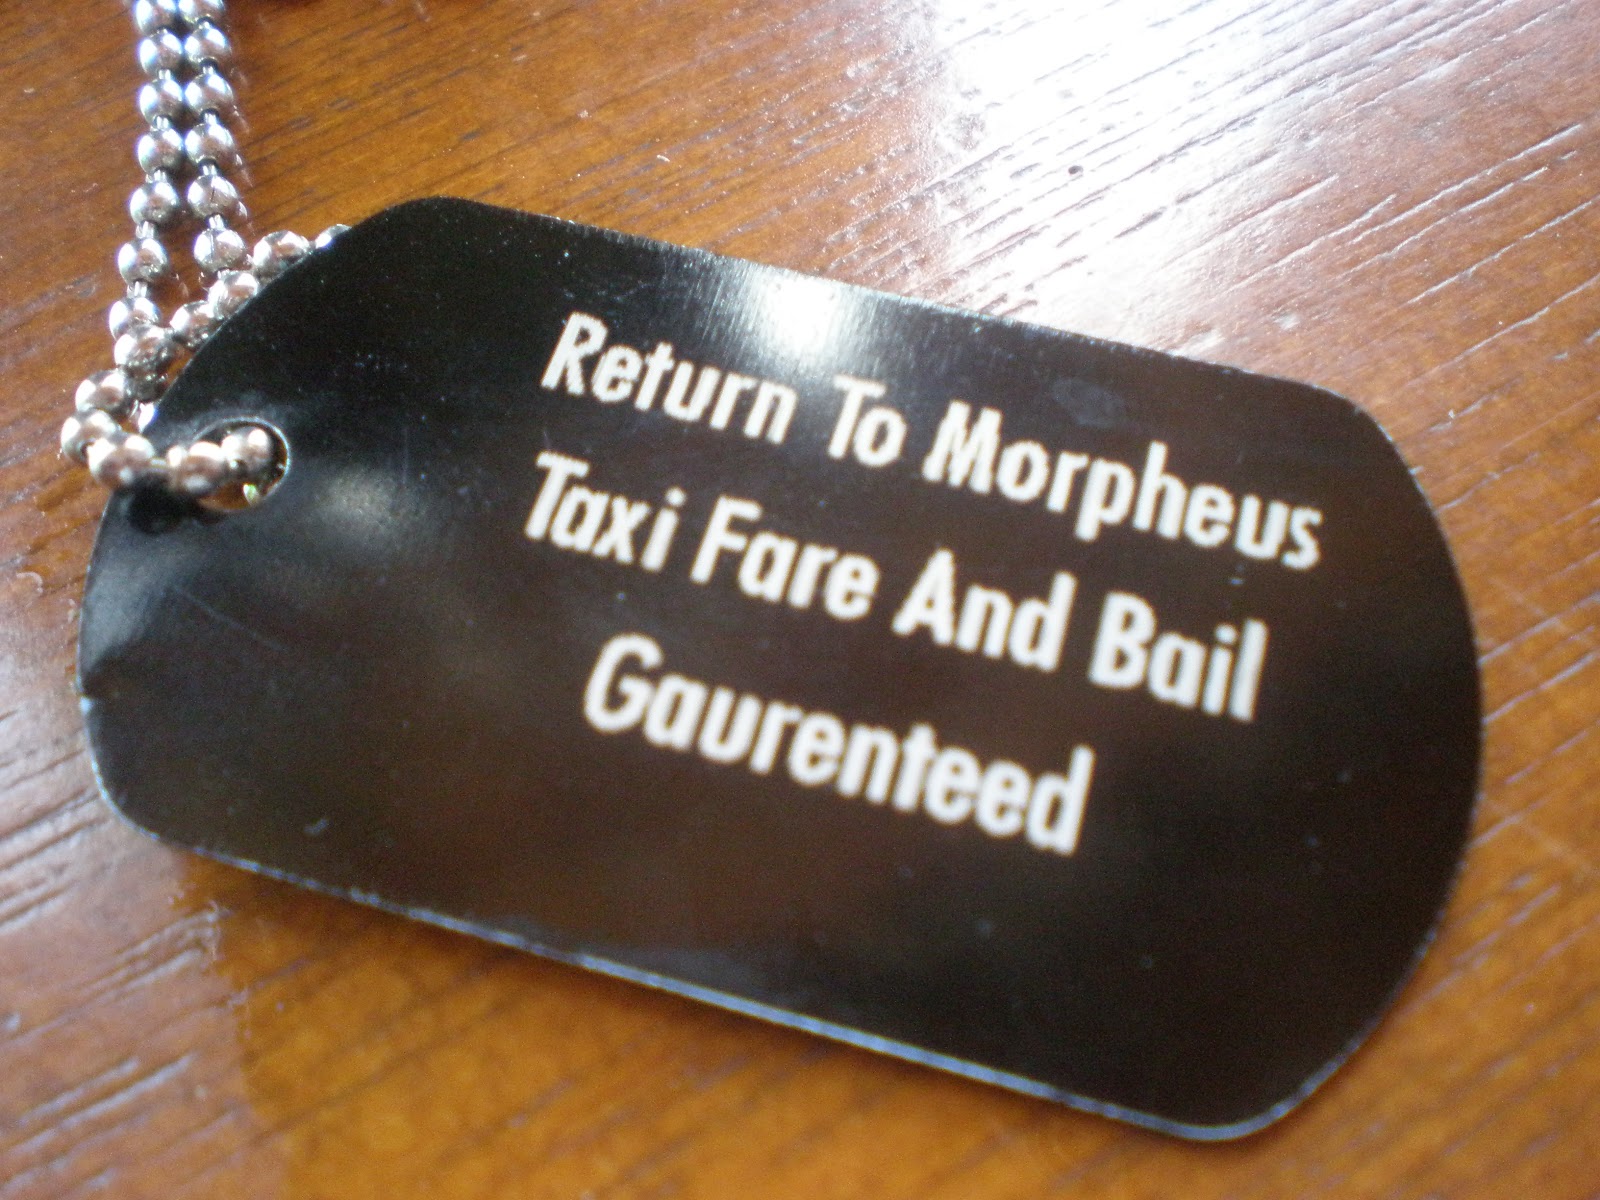 Return To Morpheus
Taxi Fare And Bail
Gaurenteed